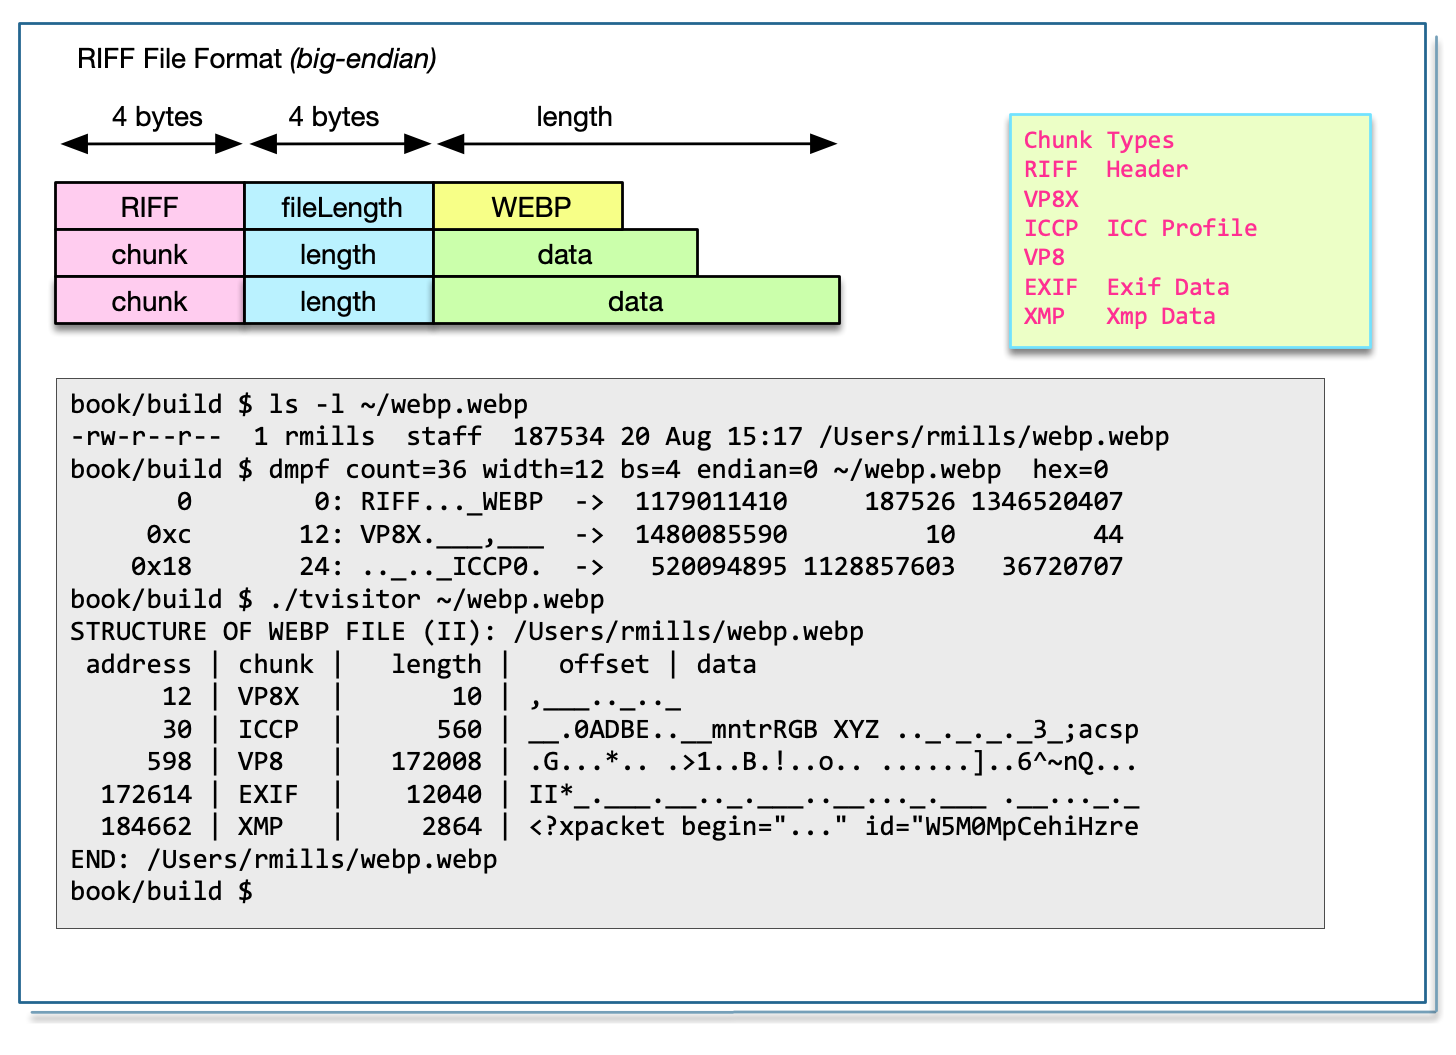 RIFF File Format (big-endian)
4 bytes 4 bytes length
RIFF fileLength WEBP
chunk length data
chunk length data
Chunk Types
RIFF  Header
VP8X
ICCP  ICC Profile
VP8
EXIF  Exif Data
XMP   Xmp Data
book/build $ ls -l ~/webp.webp
-rw-r--r--  1 rmills  staff  187534 20 Aug 15:17 /Users/rmills/webp.webp
book/build $ dmpf count=36 width=12 bs=4 endian=0 ~/webp.webp  hex=0
       0        0: RIFF..._WEBP  ->  1179011410     187526 1346520407
     0xc       12: VP8X.___,___  ->  1480085590         10         44
    0x18       24: .._.._ICCP0.  ->   520094895 1128857603   36720707
book/build $ ./tvisitor ~/webp.webp
STRUCTURE OF WEBP FILE (II): /Users/rmills/webp.webp
 address | chunk |   length |   offset | data
      12 | VP8X  |       10 | ,___.._.._
      30 | ICCP  |      560 | __.0ADBE..__mntrRGB XYZ .._._._._3_;acsp
     598 | VP8   |   172008 | .G...*.. .>1..B.!..o.. ......]..6^~nQ...
  172614 | EXIF  |    12040 | II*_.___.__.._.___..__..._.___ .__..._._
  184662 | XMP   |     2864 | <?xpacket begin="..." id="W5M0MpCehiHzre
END: /Users/rmills/webp.webp
book/build $